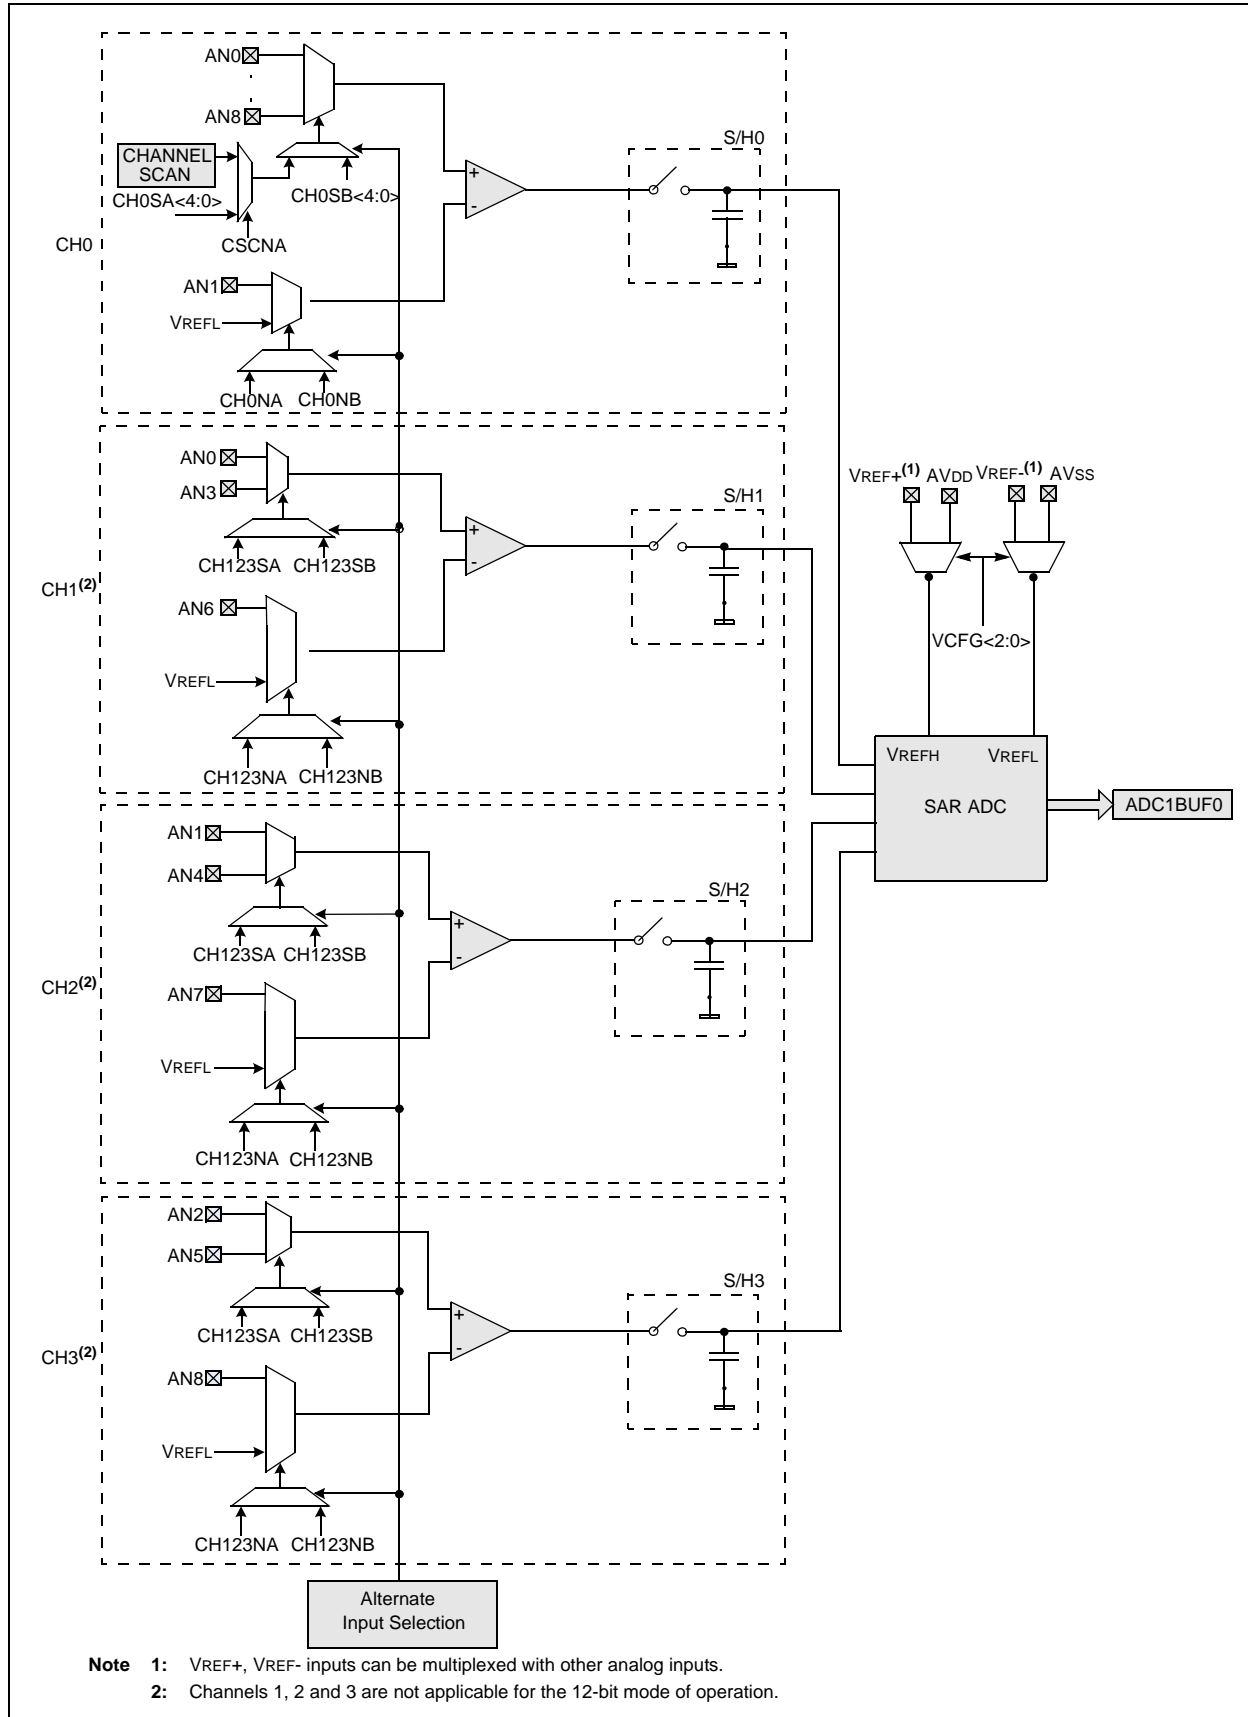 AN0
AN8
CHANNEL
SCAN
CH0SA<4:0>
CH0SB<4:0>
CSCNA
CH0
AN1
VREFL
CH0NA
CH0NB
+
-
S/H0
AN0
AN3
CH123SA
CH123SB
CH1(2)
AN6
VREFL
CH123NA
CH123NB
+
-
S/H1
VREF+(1)
AVDD
VREF-(1)
AVSS
VCFG<2:0>
VREFH
VREFL
SAR ADC
ADC1BUF0
AN1
AN4
CH123SA
CH123SB
CH2(2)
AN7
VREFL
CH123NA
CH123NB
+
-
S/H2
AN2
AN5
CH123SA
CH123SB
CH3(2)
AN8
VREFL
CH123NA
CH123NB
+
-
S/H3
Alternate
Input Selection
Note 1: VREF+, VREF- inputs can be multiplexed with other analog inputs.
2: Channels 1, 2 and 3 are not applicable for the 12-bit mode of operation.